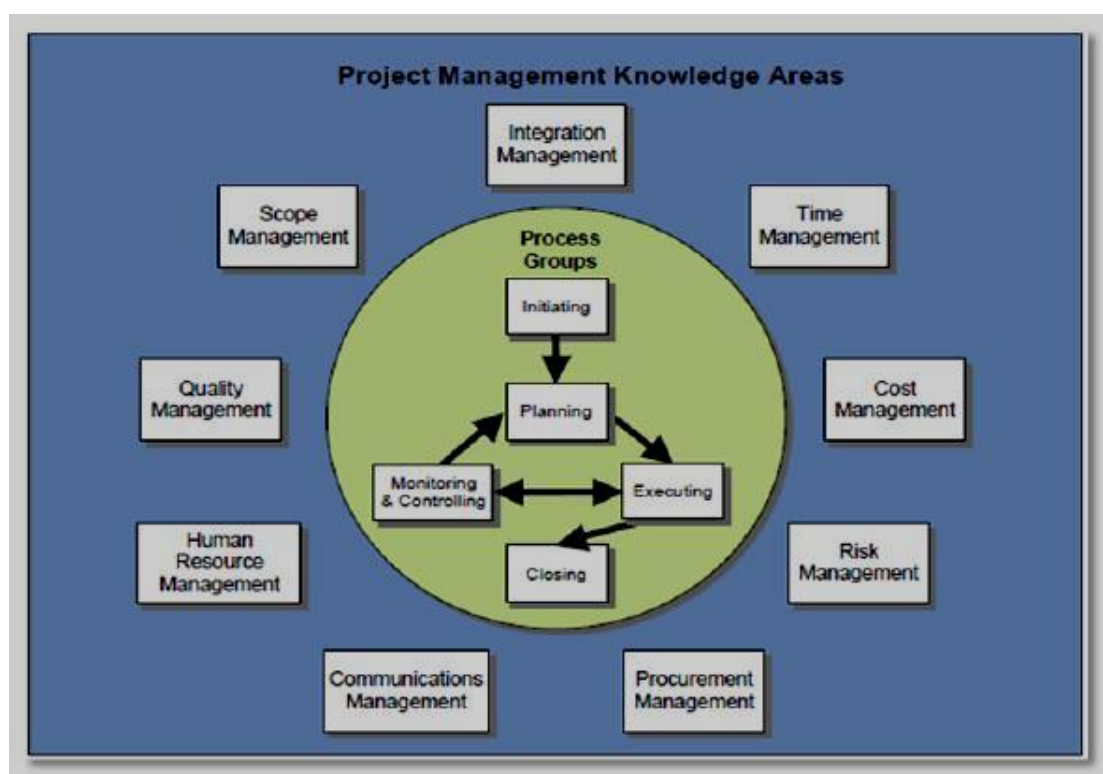 Project Management Knowledge Areas
Integration
Management
Scope
Management
Time
Management
Process
Groups
Initiating
Quality
Management
Planning
Cost
Management
Monitoring
& Controlling
Executing
Human
Resource
Management
Closing
Risk
Management
Communications
Management
Procurement
Management